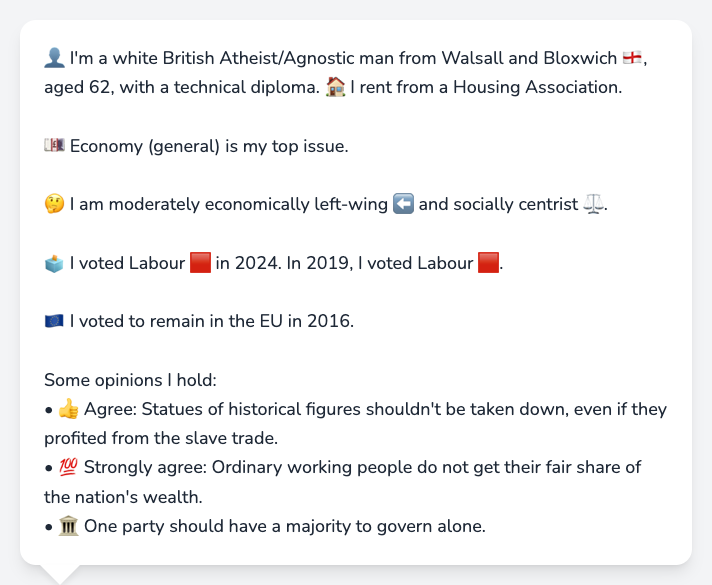 👤 I'm a white British Atheist/Agnostic man from Walsall and Bloxwich 🏴󠁧󠁢󠁥󠁮󠁧󠁿,
aged 62, with a technical diploma. 🏠 I rent from a Housing Association.
💷 Economy (general) is my top issue.
🤔 I am moderately economically left-wing ⬅️ and socially centrist ⚖️.
🗳️ I voted Labour 🟥 in 2024. In 2019, I voted Labour 🟥.
🇪🇺 I voted to remain in the EU in 2016.
Some opinions I hold:
• 👍 Agree: Statues of historical figures shouldn't be taken down, even if they
profited from the slave trade.
• 💯 Strongly agree: Ordinary working people do not get their fair share of
the nation's wealth.
• 🏛️ One party should have a majority to govern alone.